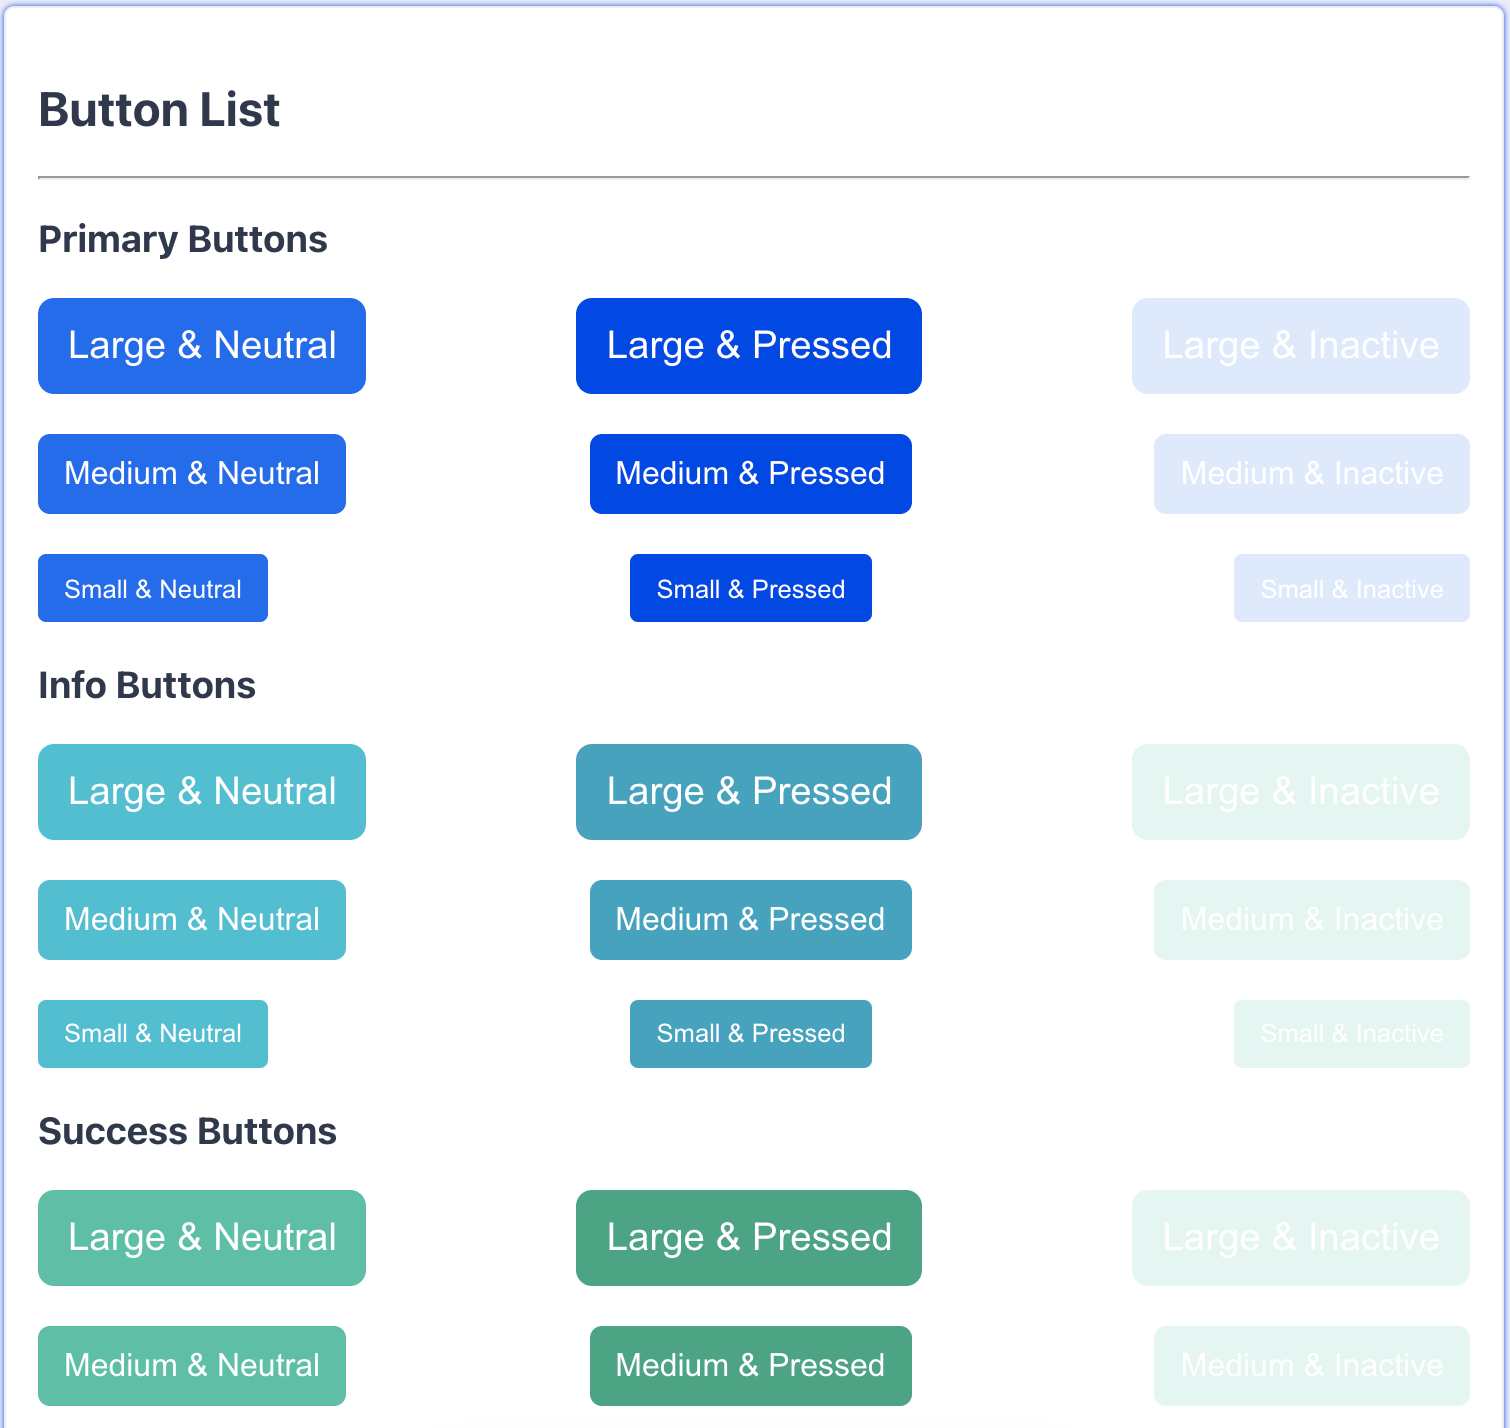 Button List
Primary Buttons
Large & Neutral
Large & Pressed
Large & Inactive
Medium & Neutral
Medium & Pressed
Medium & Inactive
Small & Neutral
Small & Pressed
Small & Inactive
Info Buttons
Large & Neutral
Large & Pressed
Large & Inactive
Medium & Neutral
Medium & Pressed
Medium & Inactive
Small & Neutral
Small & Pressed
Small & Inactive
Success Buttons
Large & Neutral
Large & Pressed
Large & Inactive
Medium & Neutral
Medium & Pressed
Medium & Inactive